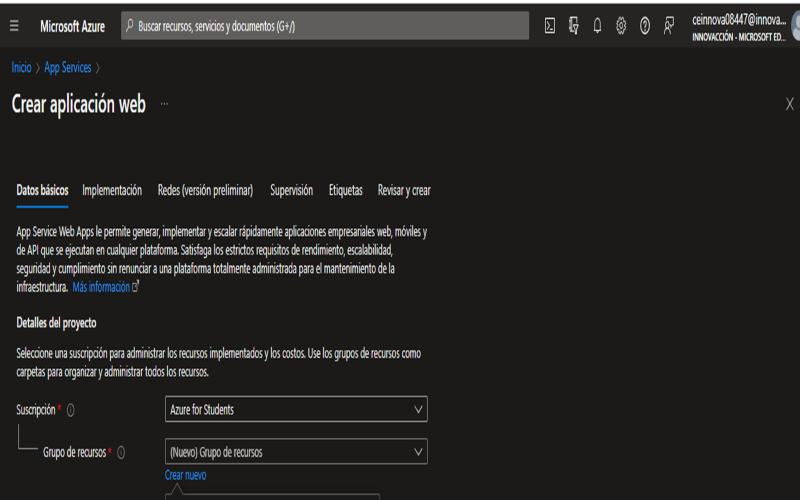 Microsoft Azure
Buscar recursos, servicios y documentos (G+/)
ceinnova08447@innova...
INNOVACCIÓN - MICROSOFT ED...
Inicio > App Services >
Crear aplicación web ...
Datos básicos Implementación Redes (versión preliminar) Supervisión Etiquetas Revisar y crear
App Service Web Apps le permite generar, implementar y escalar rápidamente aplicaciones empresariales web, móviles y
de API que se ejecutan en cualquier plataforma. Satisfaga los estrictos requisitos de rendimiento, escalabilidad,
seguridad y cumplimiento sin renunciar a una plataforma totalmente administrada para el mantenimiento de la
infraestructura. Más información
Detalles del proyecto
Seleccione una suscripción para administrar los recursos implementados y los costos. Use los grupos de recursos como
carpetas para organizar y administrar todos los recursos.
Suscripción * Azure for Students
Grupo de recursos * (Nuevo) Grupo de recursos
Crear nuevo